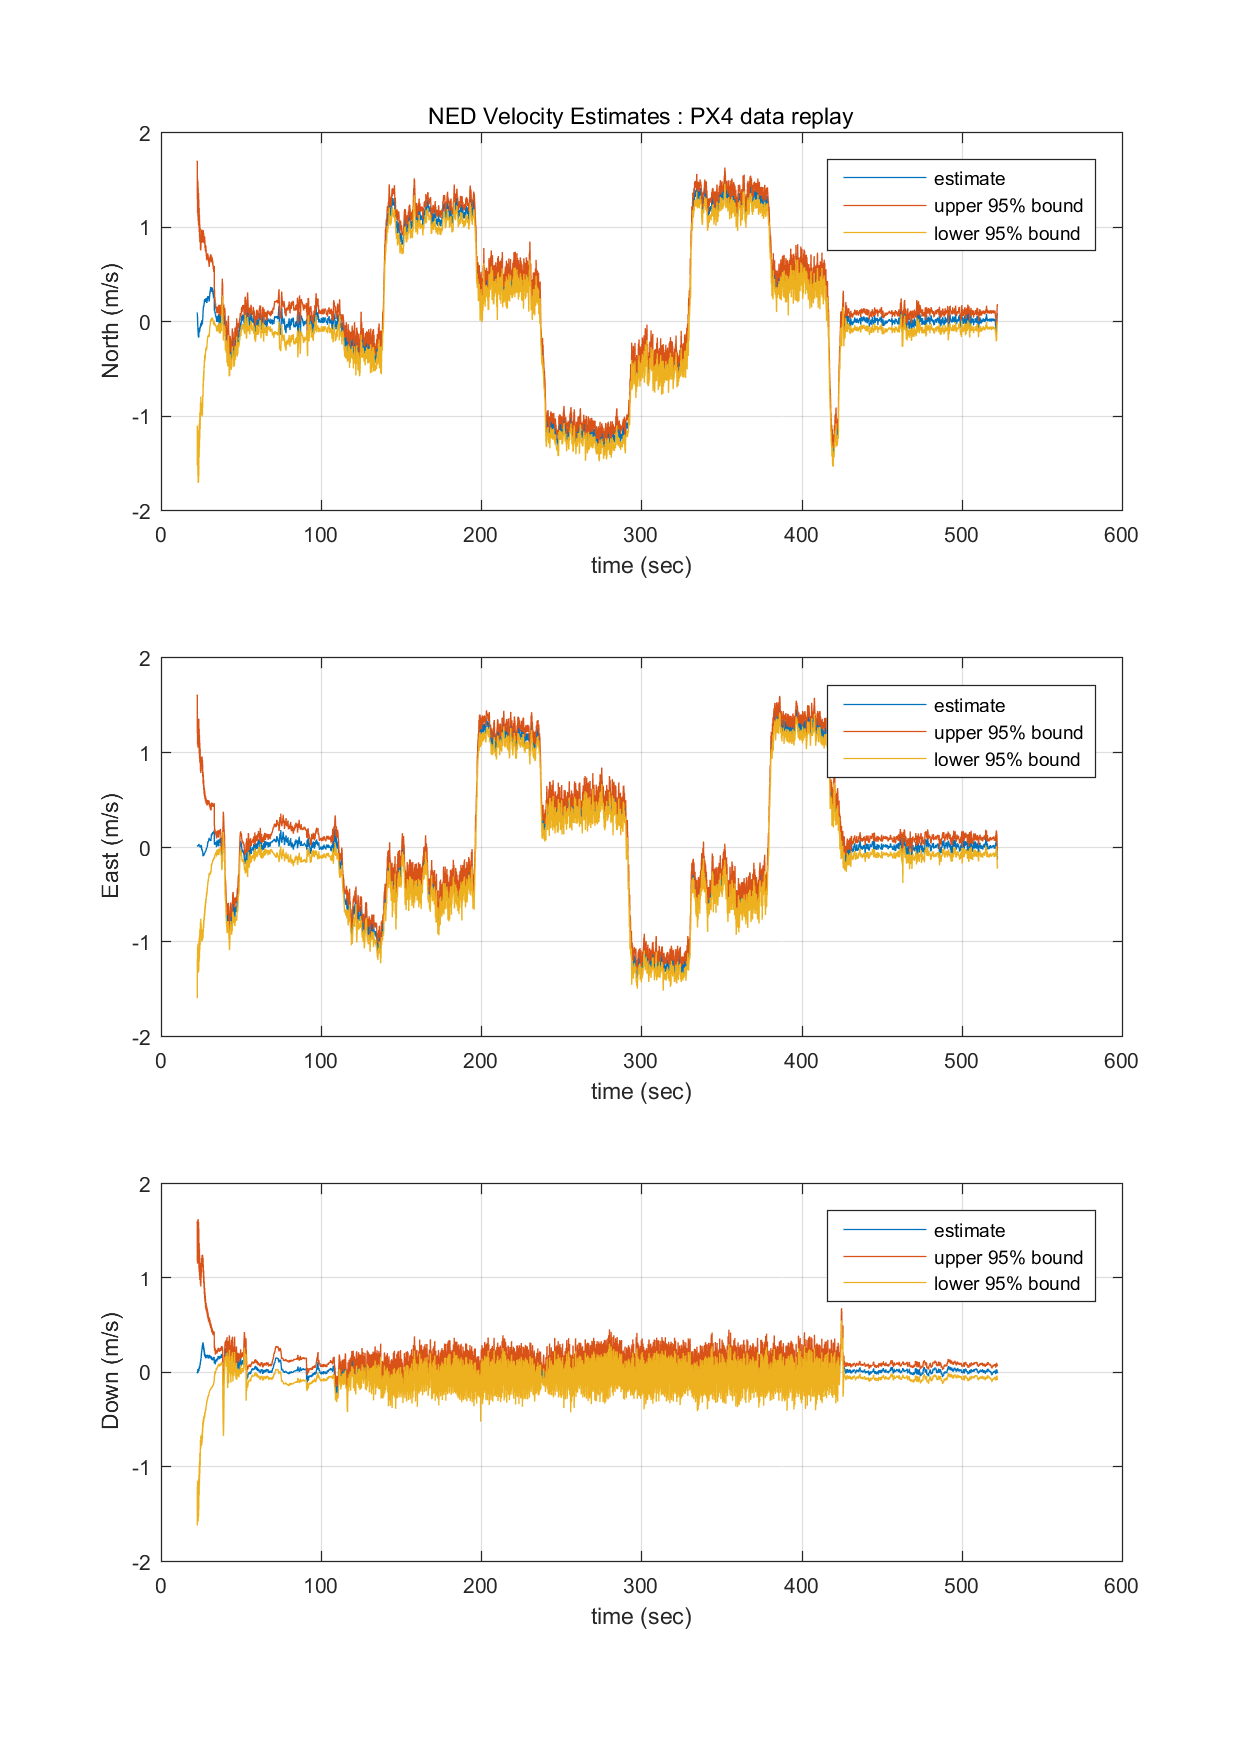 NED Velocity Estimates : PX4 data replay
2
1
0
-1
-2
North (m/s)
estimate
upper 95% bound
lower 95% bound
0 100 200 300 400 500 600
time (sec)
2
1
0
-1
-2
East (m/s)
estimate
upper 95% bound
lower 95% bound
0 100 200 300 400 500 600
time (sec)
2
1
0
-1
-2
Down (m/s)
estimate
upper 95% bound
lower 95% bound
0 100 200 300 400 500 600
time (sec)